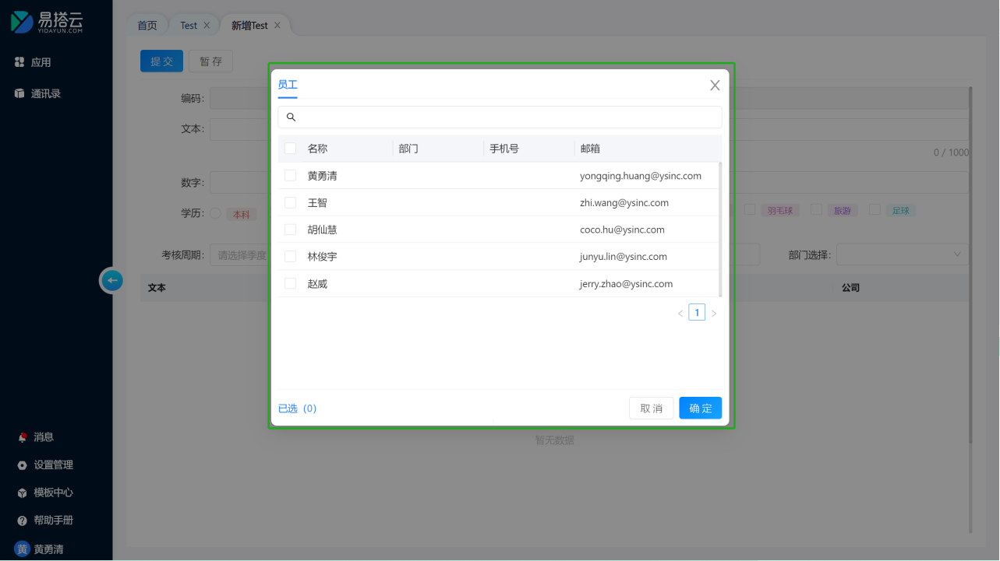 易搭云
YIDAYUN.COM
应用
通讯录
消息
设置管理
模板中心
帮助手册
黄 黄勇清
首页 Test 新增Test
提交 暂存
编码:
文本:
0 / 1000
数字:
学历: 本科 羽毛球 旅游 足球
考核周期: 请选择季度 部门选择:
文本 公司
暂无数据
员工
名称 部门 手机号 邮箱
黄勇清 yongqing.huang@ysinc.com
王智 zhi.wang@ysinc.com
胡仙慧 coco.hu@ysinc.com
林俊宇 junyu.lin@ysinc.com
赵威 jerry.zhao@ysinc.com
< 1 >
已选 (0) 取消 确定